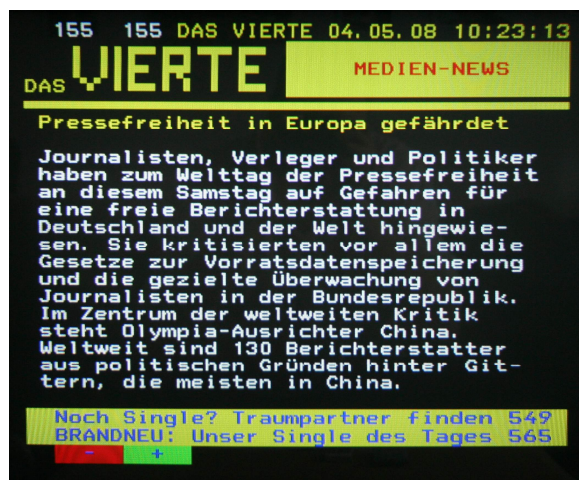 155 155 DAS VIERTE 04.05.08 10:23:13
DAS VIERTE
MEDIEN-NEWS
Pressefreiheit in Europa gefährdet
Journalisten, Verleger und Politiker
haben zum Welttag der Pressefreiheit
an diesem Samstag auf Gefahren für
eine freie Berichterstattung in
Deutschland und der Welt hingewie-
sen. Sie kritisierten vor allem die
Gesetze zur Vorratsdatenspeicherung
und die gezielte Überwachung von
Journalisten in der Bundesrepublik.
Im Zentrum der weltweiten Kritik
steht Olympia-Ausrichter China.
Weltweit sind 130 Berichterstatter
aus politischen Gründen hinter Git-
tern, die meisten in China.
Noch Single? Traumpartner finden 549
BRANDNEU: Unser Single des Tages 565
- +